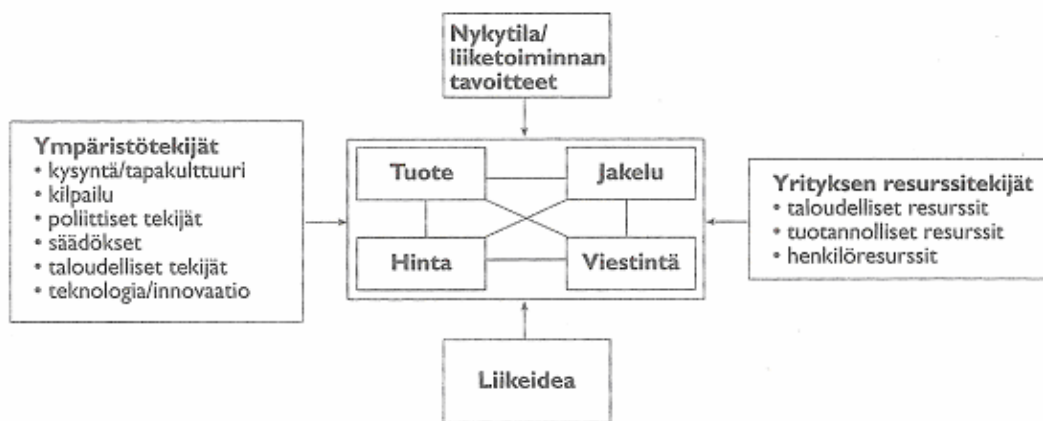 Nykytila/
liiketoiminnan
tavoitteet
Ympäristötekijät
• kysyntä/tapakulttuuri
• kilpailu
• poliittiset tekijät
• säädökset
• taloudelliset tekijät
• teknologia/innovaatio
Tuote
Jakelu
Hinta
Viestintä
Yrityksen resurssitekijät
• taloudelliset resurssit
• tuotannolliset resurssit
• henkilöresurssit
Liikeidea